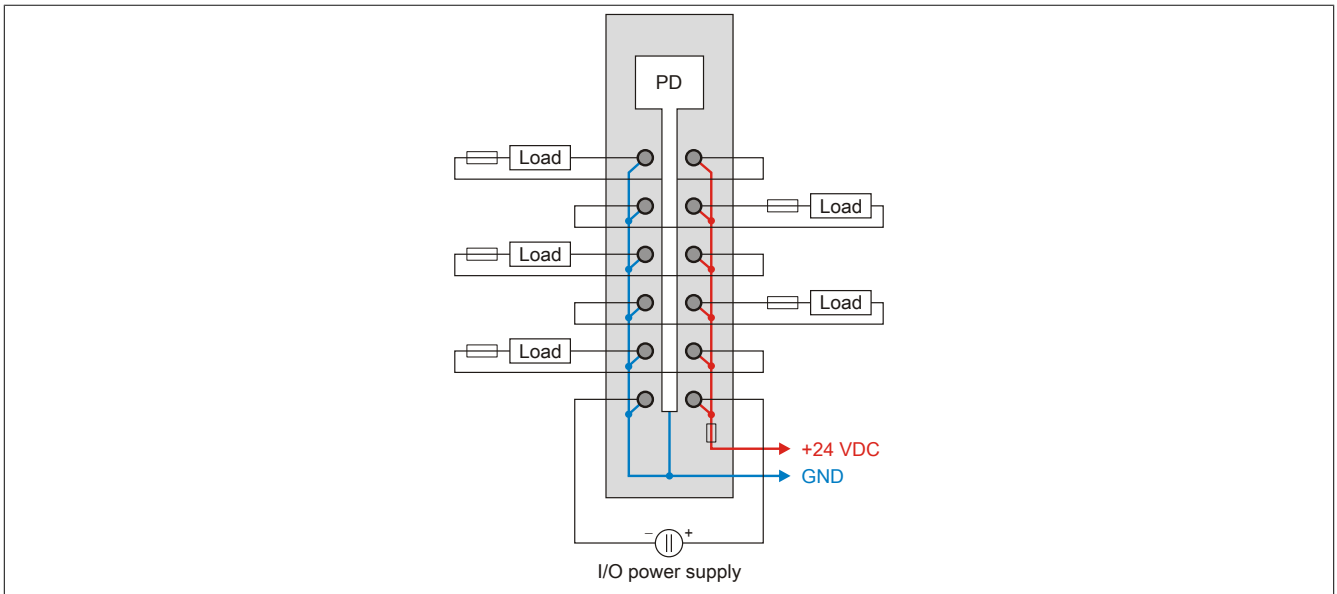 PD
Load
Load
Load
Load
Load
+24 VDC
GND
– +
I/O power supply